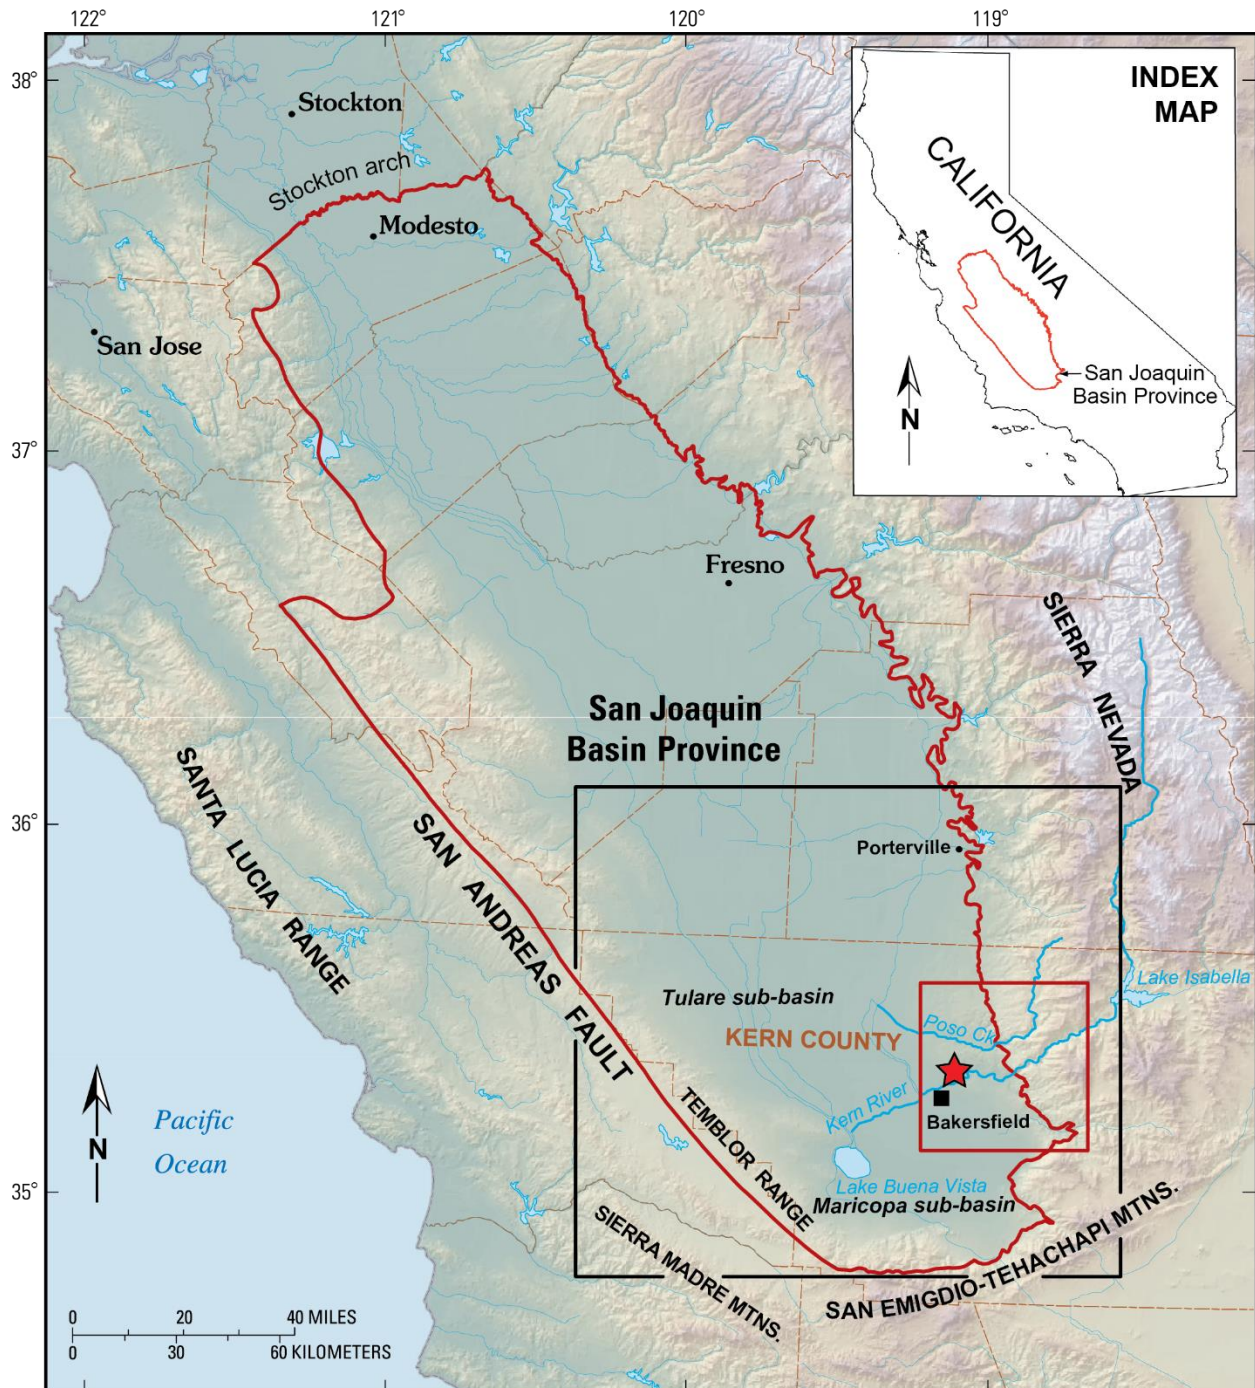 122°
121°
120°
119°
38°
37°
36°
35°
INDEX
MAP
CALIFORNIA
San Joaquin
Basin Province
N
Stockton
Stockton arch
Modesto
San Jose
Fresno
SIERRA NEVADA
San Joaquin
Basin Province
SANTA LUCIA RANGE
SAN ANDREAS FAULT
Porterville
Lake Isabella
Tulare sub-basin
Poso Ck
KERN COUNTY
Kern River
Bakersfield
TEMBLOR RANGE
Lake Buena Vista
Maricopa sub-basin
SIERRA MADRE MTNS.
SAN EMIGDIO-TEHACHAPI MTNS.
Pacific
Ocean
N
0 20 40 MILES
0 30 60 KILOMETERS